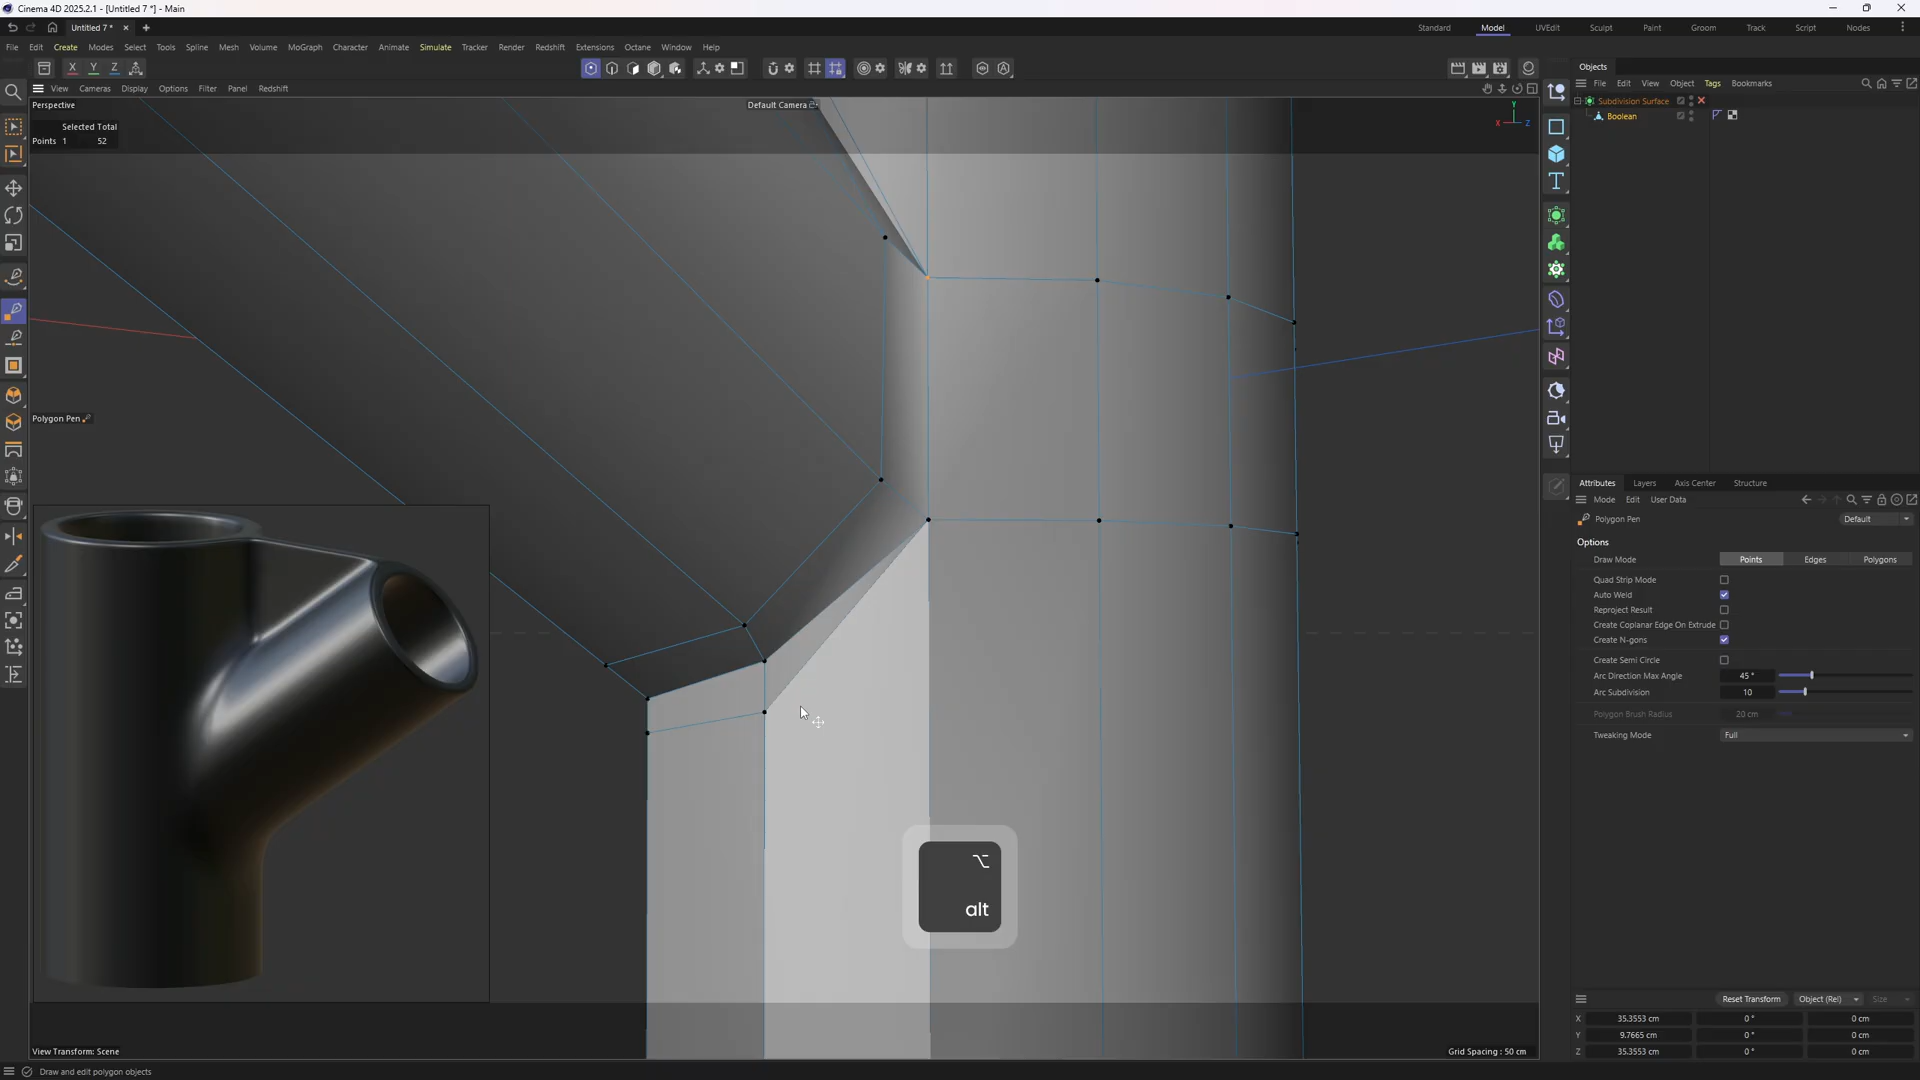 Cinema 4D 2025.2.1 - [Untitled 7 *] - Main
Untitled 7 * × +
Standard Model UVEdit Sculpt Paint Groom Track Script Nodes
File Edit Create Modes Select Tools Spline Mesh Volume MoGraph Character Animate Simulate Tracker Render Redshift Extensions Octane Window Help
X Y Z
Objects
View Cameras Display Options Filter Panel Redshift
File Edit View Object Tags Bookmarks
Perspective
Default Camera
Subdivision Surface
Boolean
Y
X Z
Selected Total
Points 1 52
Polygon Pen
Attributes Layers Axis Center Structure
Mode Edit User Data
Polygon Pen
Default
Options
Draw Mode Points Edges Polygons
Quad Strip Mode
Auto Weld
Reproject Result
Create Coplanar Edge On Extrude
Create N-gons
Create Semi Circle
Arc Direction Max Angle 45 °
Arc Subdivision 10
Polygon Brush Radius 20 cm
Tweaking Mode Full
alt
Reset Transform Object (Rel) Size
X 35.3553 cm 0 ° 0 cm
Y 9.7665 cm 0 ° 0 cm
Z 35.3553 cm 0 ° 0 cm
View Transform: Scene
Grid Spacing : 50 cm
Draw and edit polygon objects